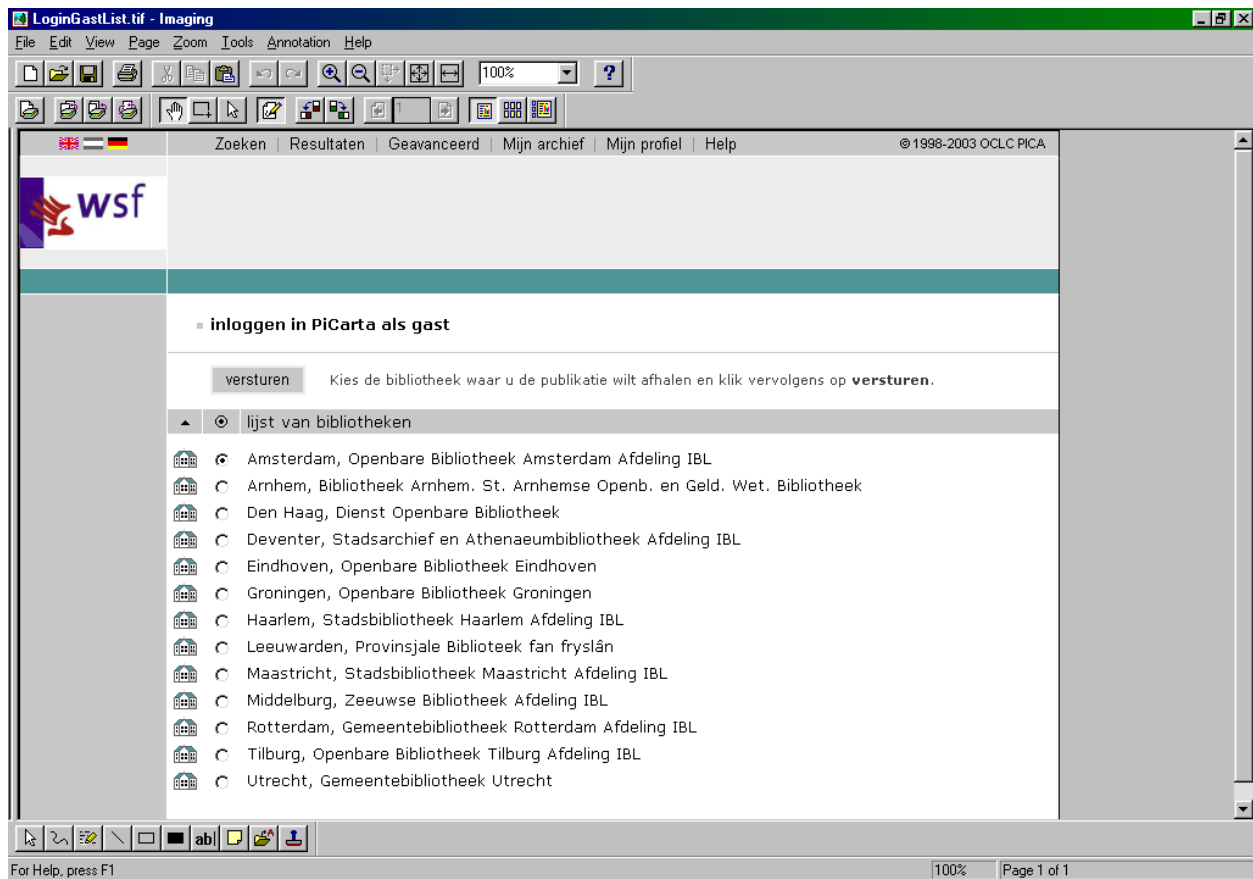 LoginGastList.tif - Imaging
File Edit View Page Zoom Tools Annotation Help
100%
1
Zoeken | Resultaten | Geavanceerd | Mijn archief | Mijn profiel | Help
© 1998-2003 OCLC PICA
wsf
inloggen in PiCarta als gast
versturen Kies de bibliotheek waar u de publikatie wilt afhalen en klik vervolgens op versturen.
lijst van bibliotheken
Amsterdam, Openbare Bibliotheek Amsterdam Afdeling IBL
Arnhem, Bibliotheek Arnhem. St. Arnhemse Openb. en Geld. Wet. Bibliotheek
Den Haag, Dienst Openbare Bibliotheek
Deventer, Stadsarchief en Athenaeumbibliotheek Afdeling IBL
Eindhoven, Openbare Bibliotheek Eindhoven
Groningen, Openbare Bibliotheek Groningen
Haarlem, Stadsbibliotheek Haarlem Afdeling IBL
Leeuwarden, Provinsjale Biblioteek fan fryslân
Maastricht, Stadsbibliotheek Maastricht Afdeling IBL
Middelburg, Zeeuwse Bibliotheek Afdeling IBL
Rotterdam, Gemeentebibliotheek Rotterdam Afdeling IBL
Tilburg, Openbare Bibliotheek Tilburg Afdeling IBL
Utrecht, Gemeentebibliotheek Utrecht
ab|
For Help, press F1
100%
Page 1 of 1